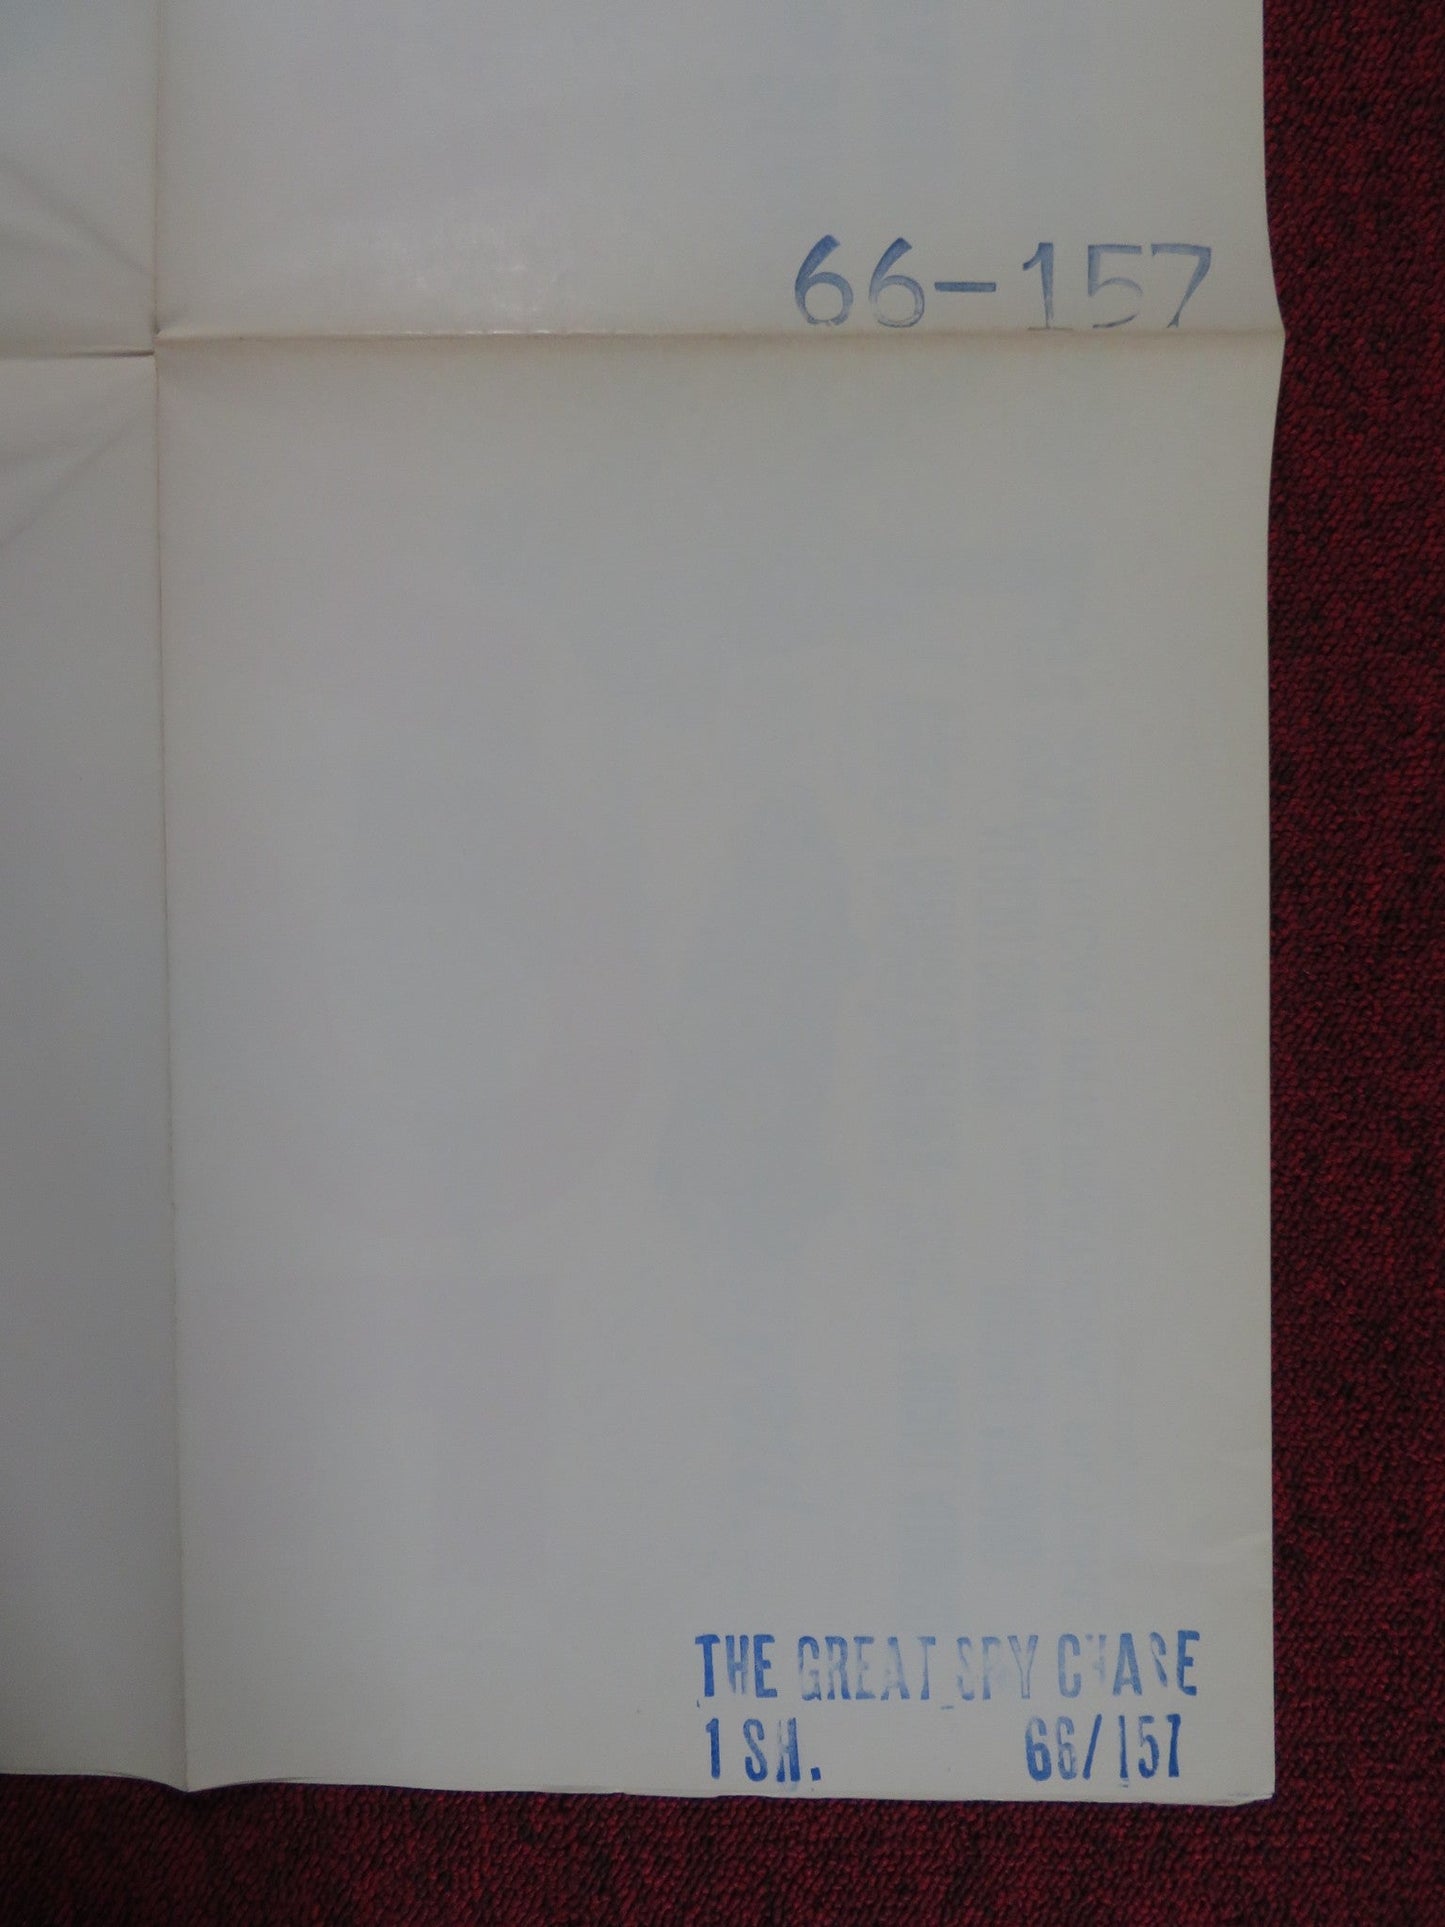 66-157
THE GREAT SPY CHASE
1 SH. 66/157